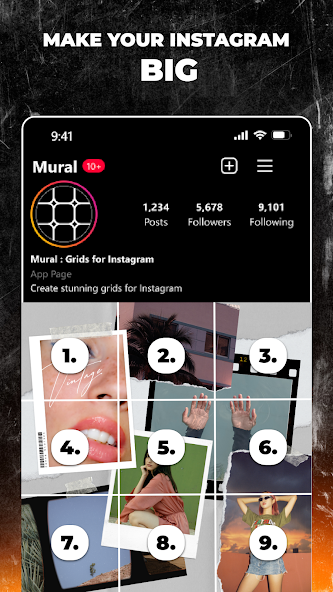 MAKE YOUR INSTAGRAM
BIG
9:41
Mural 10+
1,234 5,678 9,101
Posts Followers Following
Mural : Grids for Instagram
App Page
Create stunning grids for Instagram
1. 2. 3.
Vintage
4. 5. 6.
7. 8. 9.